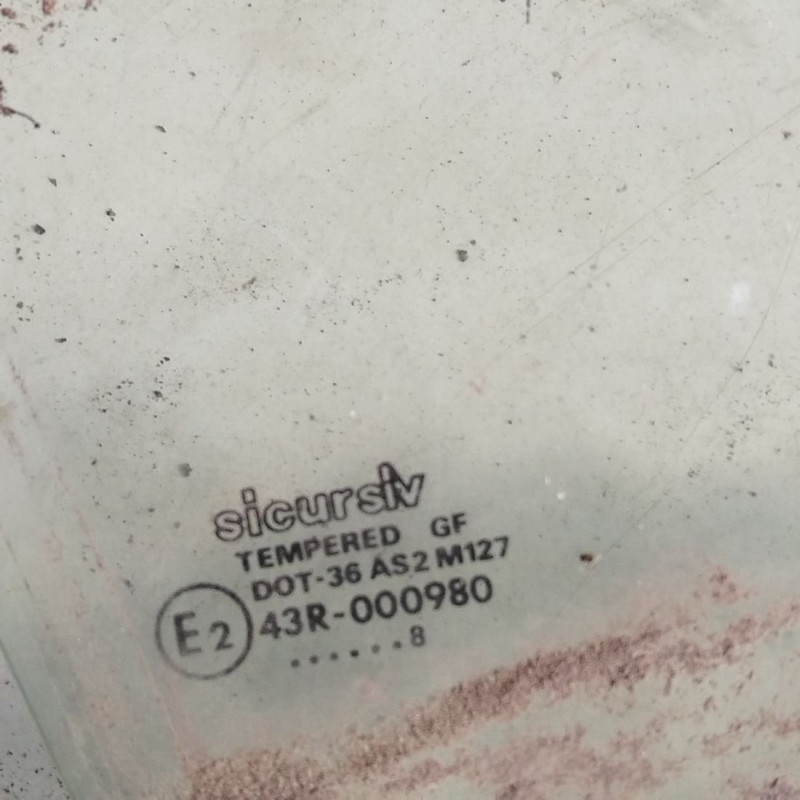 sicursiv
TEMPERED GF
DOT-36 AS2 M127
E2 43R-000980
......8